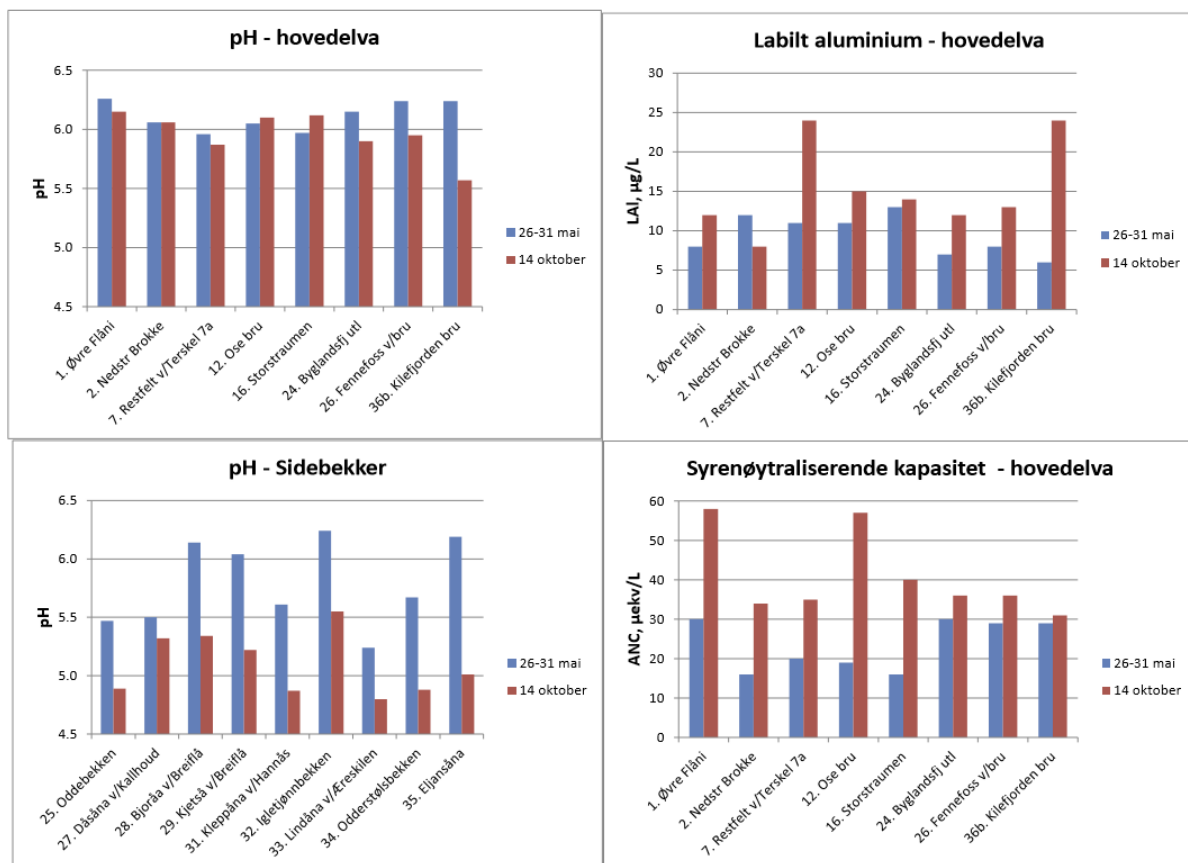 pH - hovedelva
6.5
6.0
5.5
5.0
4.5
pH
26-31 mai
14 oktober
1. Øvre Flåni
2. Nedstr Brokke
7. Restfelt v/Terskel 7a
12. Ose bru
16. Storstraumen
24. Byglandsfj utl
26. Fennefoss v/bru
36b. Kilefjorden bru
Labilt aluminium - hovedelva
30
25
20
15
10
5
0
LAl, µg/L
26-31 mai
14 oktober
1. Øvre Flåni
2. Nedstr Brokke
7. Restfelt v/Terskel 7a
12. Ose bru
16. Storstraumen
24. Byglandsfj utl
26. Fennefoss v/bru
36b. Kilefjorden bru
pH - Sidebekker
6.5
6.0
5.5
5.0
4.5
pH
26-31 mai
14 oktober
25. Oddebekken
27. Dåsåna v/Kallhoud
28. Bjoråa v/Breiflå
29. Kjetså v/Breiflå
31. Kleppåna v/Hannås
32. Igletjønnbekken
33. Lindåna v/Æreskilen
34. Odderstølsbekken
35. Eljansåna
Syrenøytraliserende kapasitet - hovedelva
60
50
40
30
20
10
0
ANC, µekv/L
26-31 mai
14 oktober
1. Øvre Flåni
2. Nedstr Brokke
7. Restfelt v/Terskel 7a
12. Ose bru
16. Storstraumen
24. Byglandsfj utl
26. Fennefoss v/bru
36b. Kilefjorden bru